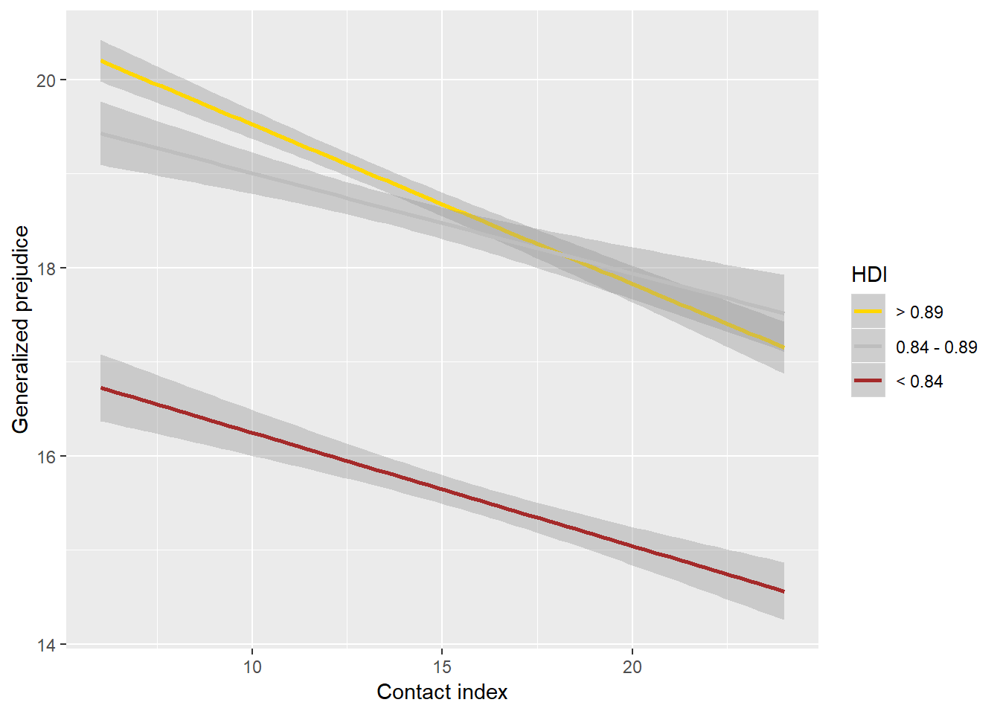 20
18
16
14
Generalized prejudice
10
15
20
Contact index
HDI
> 0.89
0.84 - 0.89
< 0.84